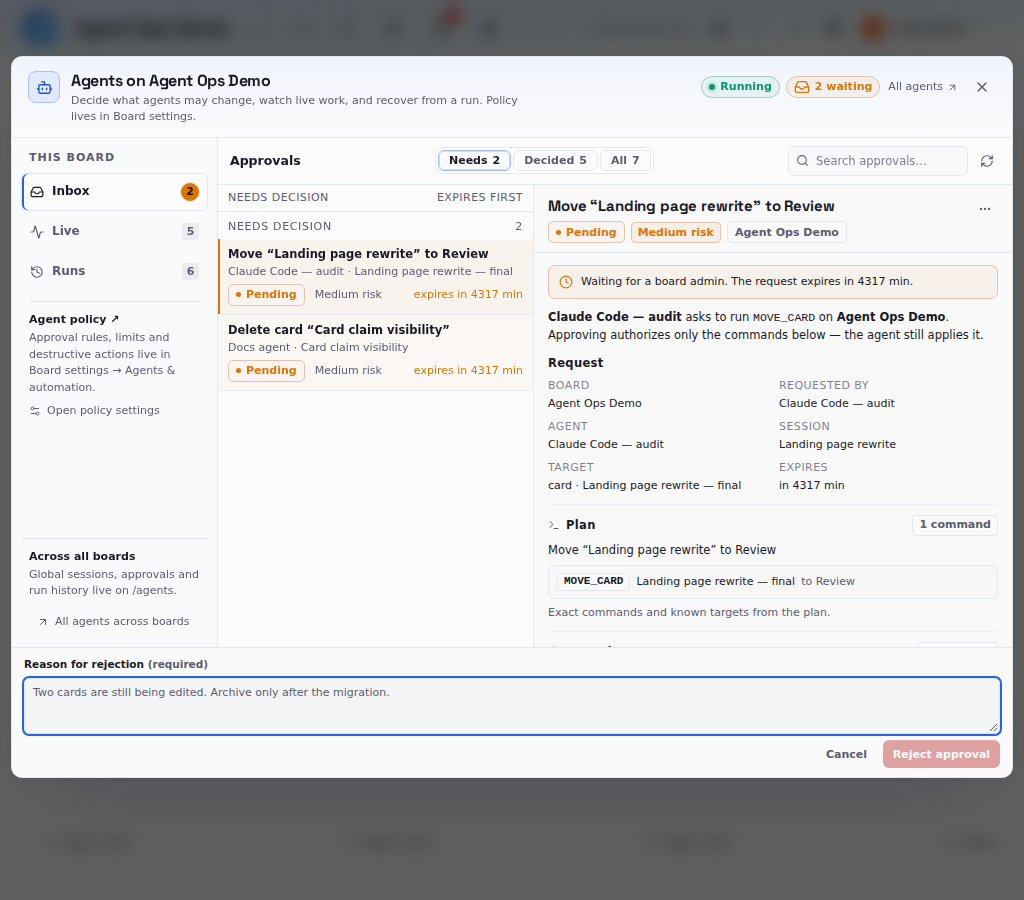 Agents on Agent Ops Demo
Decide what agents may change, watch live work, and recover from a run. Policy
lives in Board settings.
Running
2 waiting
All agents ↗
THIS BOARD
Inbox 2
Live 5
Runs 6
Agent policy ↗
Approval rules, limits and
destructive actions live in
Board settings → Agents &
automation.
Open policy settings
Across all boards
Global sessions, approvals and
run history live on /agents.
All agents across boards
Approvals
Needs 2
Decided 5
All 7
Search approvals…
NEEDS DECISION EXPIRES FIRST
NEEDS DECISION 2
Move “Landing page rewrite” to Review
Claude Code — audit · Landing page rewrite — final
Pending Medium risk expires in 4317 min
Delete card “Card claim visibility”
Docs agent · Card claim visibility
Pending Medium risk expires in 4317 min
Move “Landing page rewrite” to Review
Pending Medium risk Agent Ops Demo
Waiting for a board admin. The request expires in 4317 min.
Claude Code — audit asks to run MOVE_CARD on Agent Ops Demo.
Approving authorizes only the commands below — the agent still applies it.
Request
BOARD REQUESTED BY
Agent Ops Demo Claude Code — audit
AGENT SESSION
Claude Code — audit Landing page rewrite
TARGET EXPIRES
card · Landing page rewrite — final in 4317 min
Plan 1 command
Move “Landing page rewrite” to Review
MOVE_CARD Landing page rewrite — final to Review
Exact commands and known targets from the plan.
Reason for rejection (required)
Two cards are still being edited. Archive only after the migration.
Cancel
Reject approval